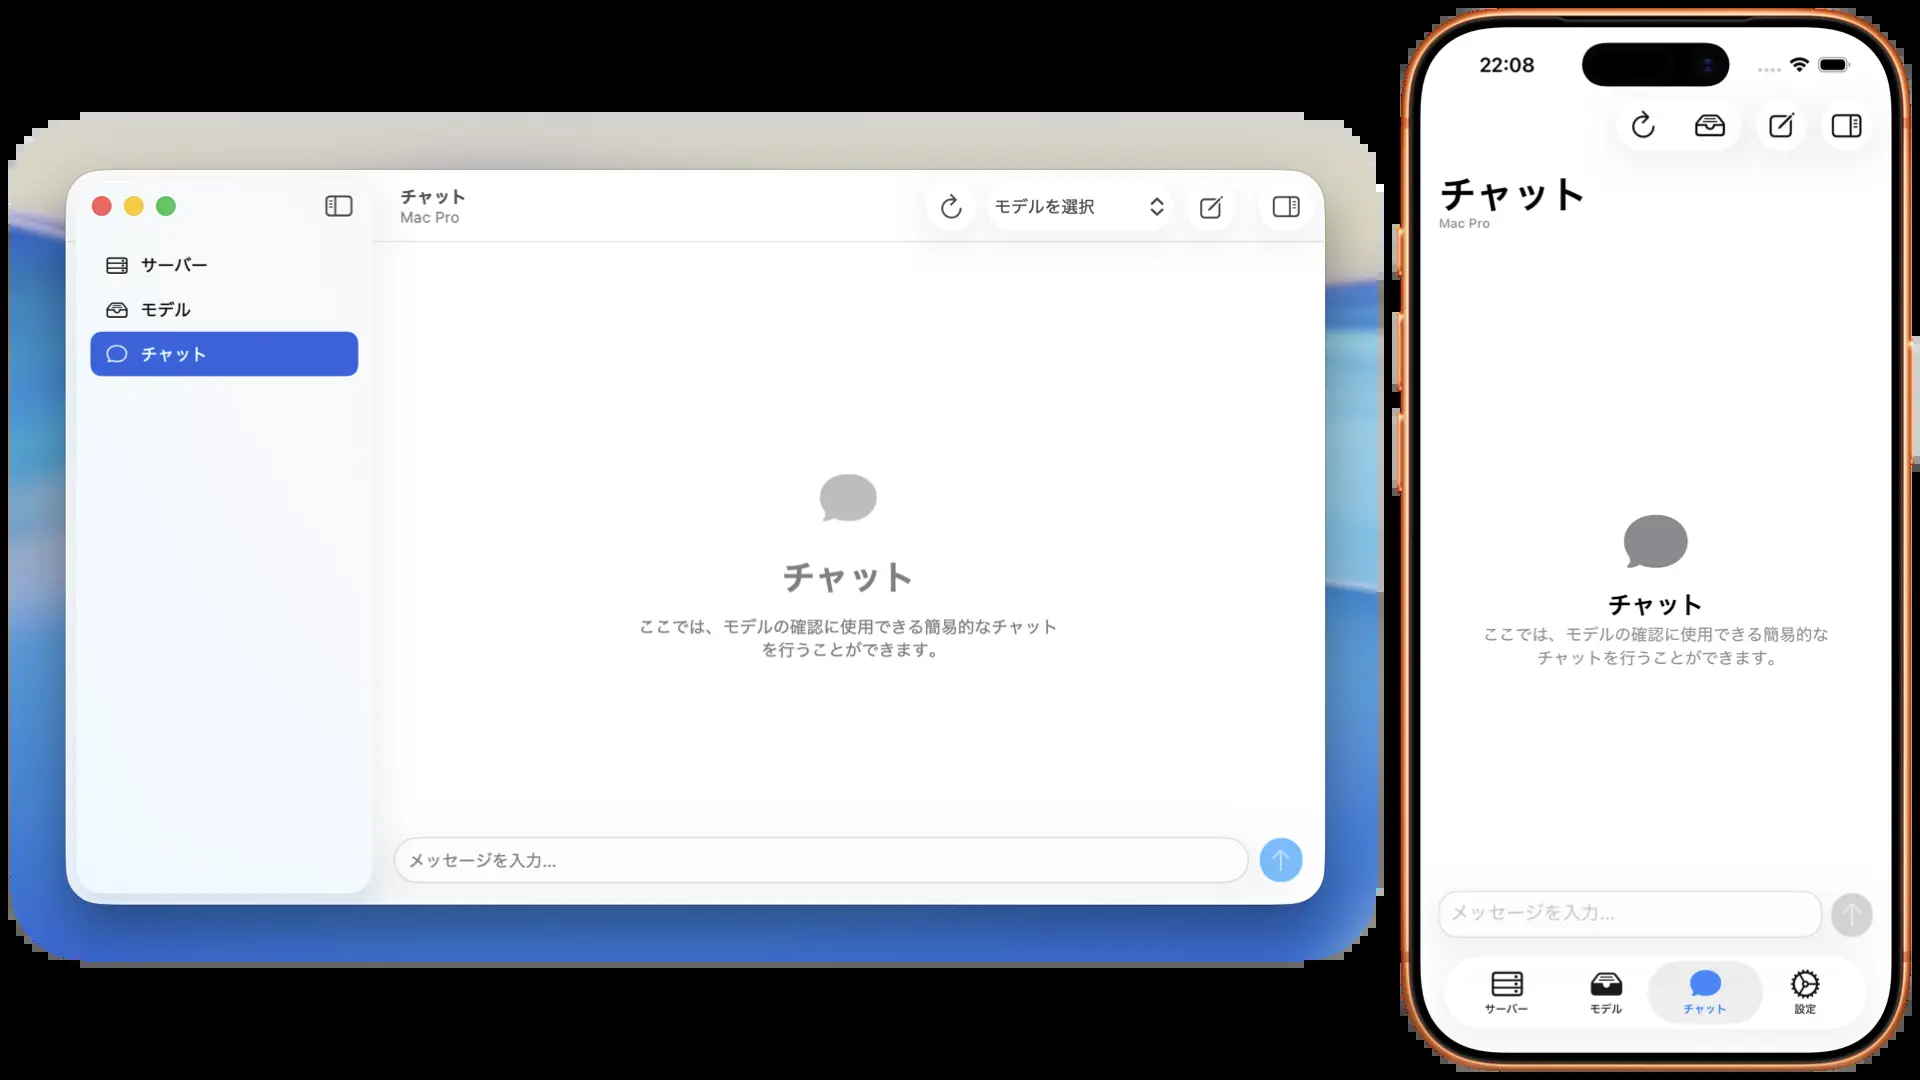 チャット
Mac Pro
モデルを選択
サーバー
モデル
チャット
チャット
ここでは、モデルの確認に使用できる簡易的なチャット
を行うことができます。
メッセージを入力...
22:08
チャット
Mac Pro
チャット
ここでは、モデルの確認に使用できる簡易的な
チャットを行うことができます。
メッセージを入力...
サーバー
モデル
チャット
設定